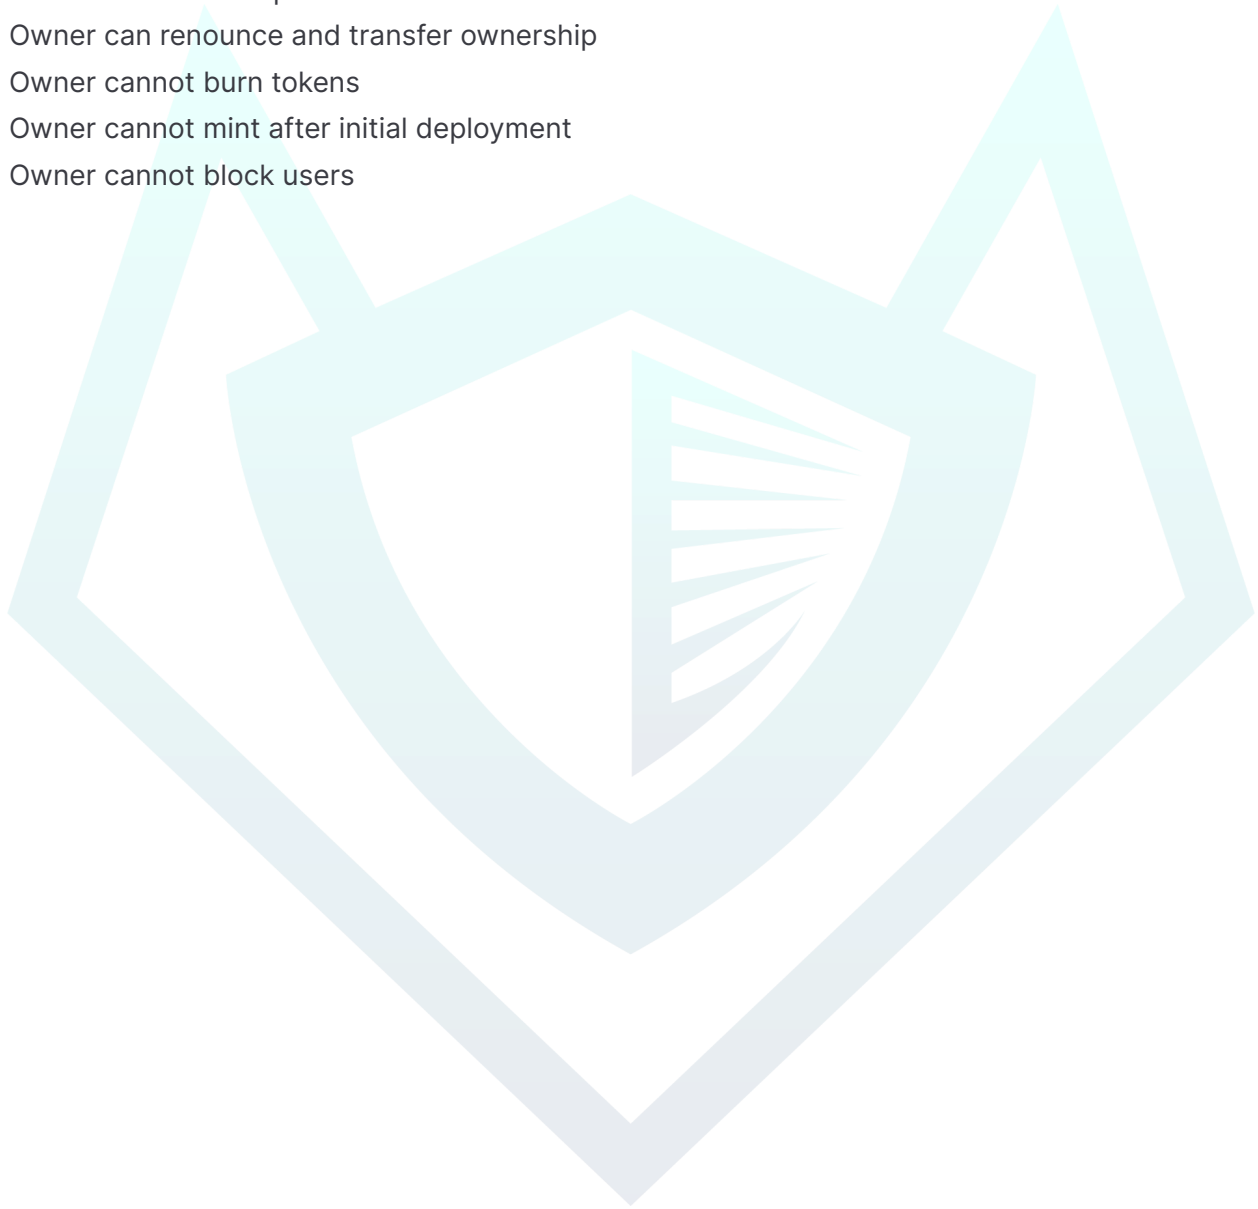 Owner can renounce and transfer ownership
Owner cannot burn tokens
Owner cannot mint after initial deployment
Owner cannot block users